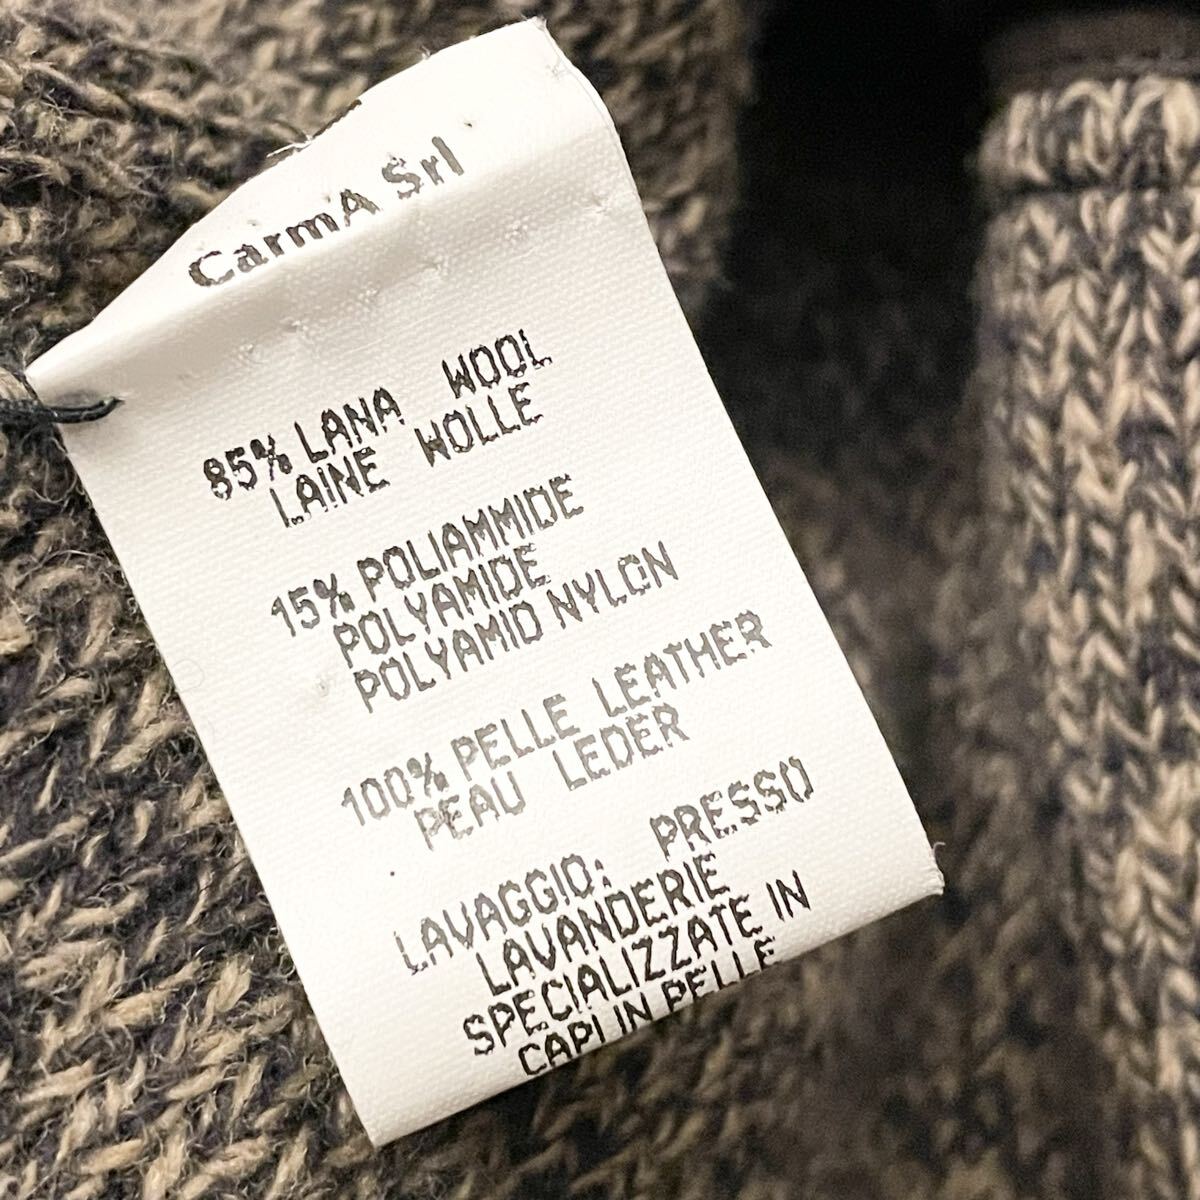 CarmA Srl
85% LANA WOOL
LAINE WOLLE
15% POLIAMMIDE
POLYAMIDE
POLYAMID NYLON
100% PELLE LEATHER
PEAU LEDER
LAVAGGIO: PRESSO
LAVANDERIE
SPECIALIZZATE IN
CAPI IN PELLE